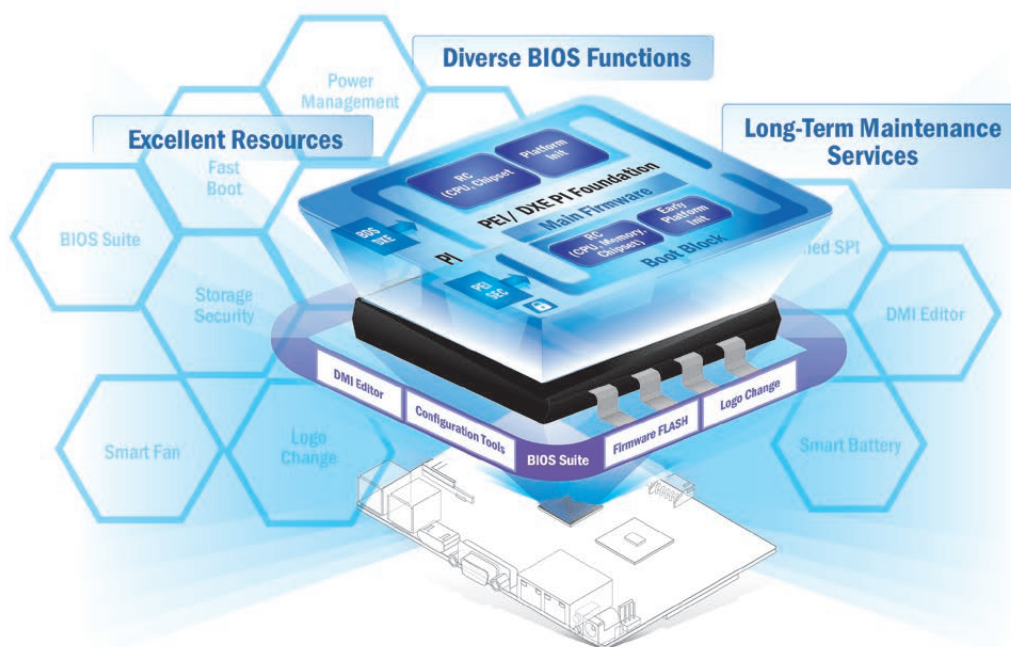 Diverse BIOS Functions
Excellent Resources
Long-Term Maintenance
Services
Power
Management
Fast
Boot
BIOS Suite
Storage
Security
Smart Fan
Logo
Change
SPI
DMI Editor
Smart Battery
RC
(CPU, Chipset
Platform
Init
PEI / DXE PI Foundation
Main Firmware
BDS
DXE
PI
RC
(CPU, Memory,
Chipset)
Early
Platform
Init
Boot Block
PEI
SEC
DMI Editor
Configuration Tools
BIOS Suite
Firmware FLASH
Logo Change